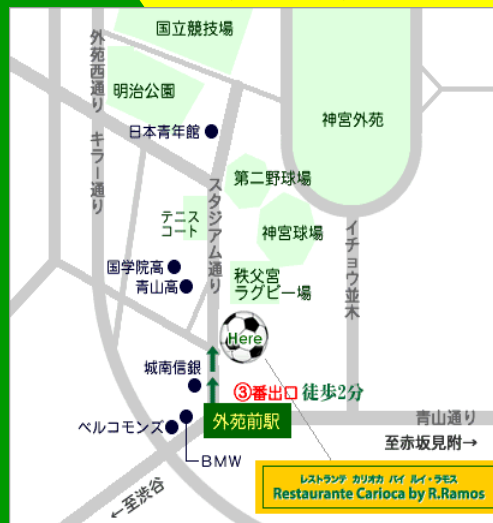 国立競技場
外苑西通り キラー通り
明治公園
神宮外苑
日本青年館
スタジアム通り
第二野球場
テニス
コート
神宮球場
イチョウ並木
国学院高
青山高
秩父宮
ラグビー場
Here
城南信銀
③番出口 徒歩2分
外苑前駅
ベルコモンズ
青山通り
BMW
至赤坂見附→
←至渋谷
レストランテ カリオカ バイ ルイ・ラモス
Restaurante Carioca by R.Ramos